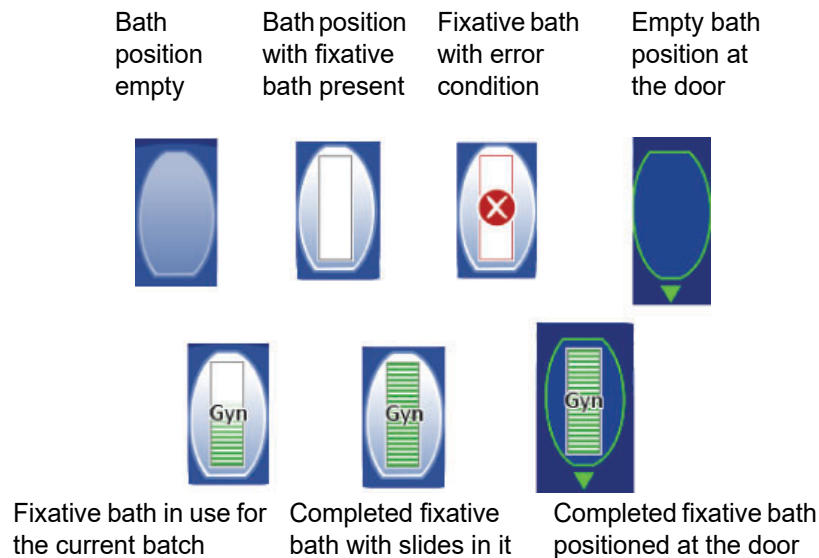 Bath
position
empty
Bath position
with fixative
bath present
Fixative bath
with error
condition
Empty bath
position at
the door
Gyn
Gyn
Gyn
Fixative bath in use for
the current batch
Completed fixative
bath with slides in it
Completed fixative bath
positioned at the door